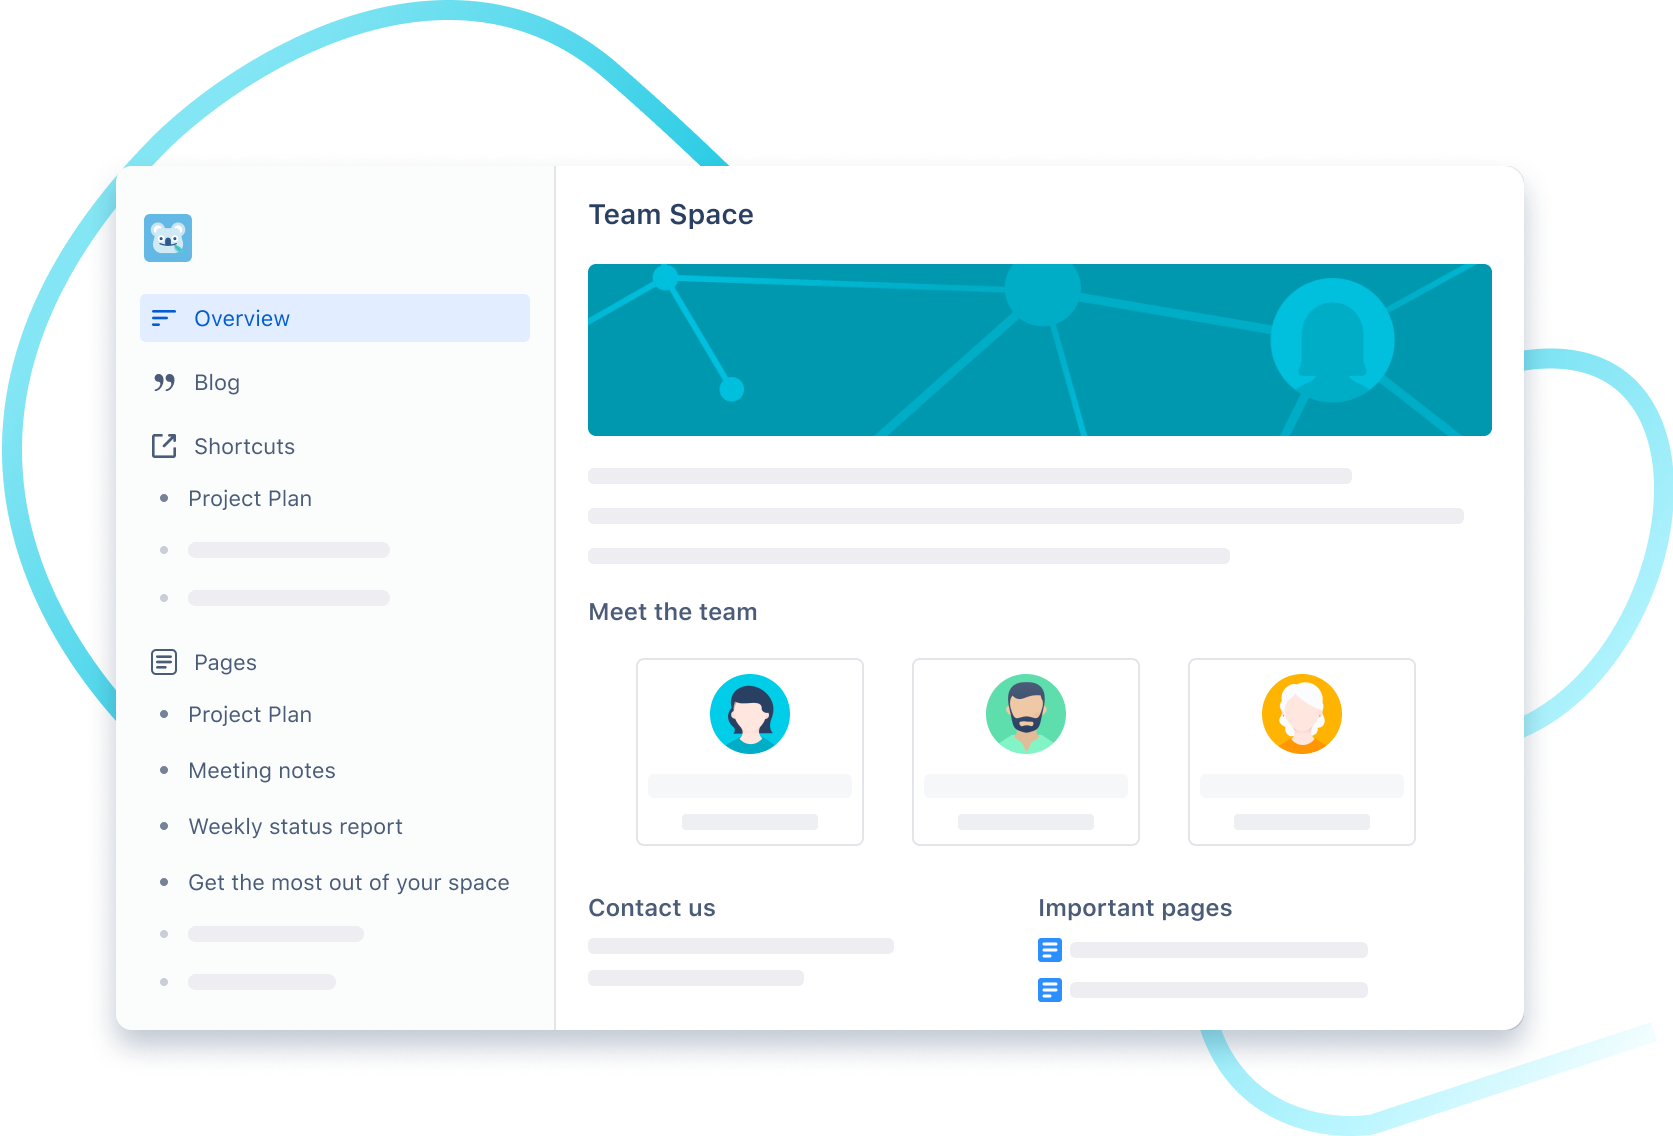 Overview
Blog
Shortcuts
Project Plan
Pages
Project Plan
Meeting notes
Weekly status report
Get the most out of your space
Team Space
Meet the team
Contact us
Important pages